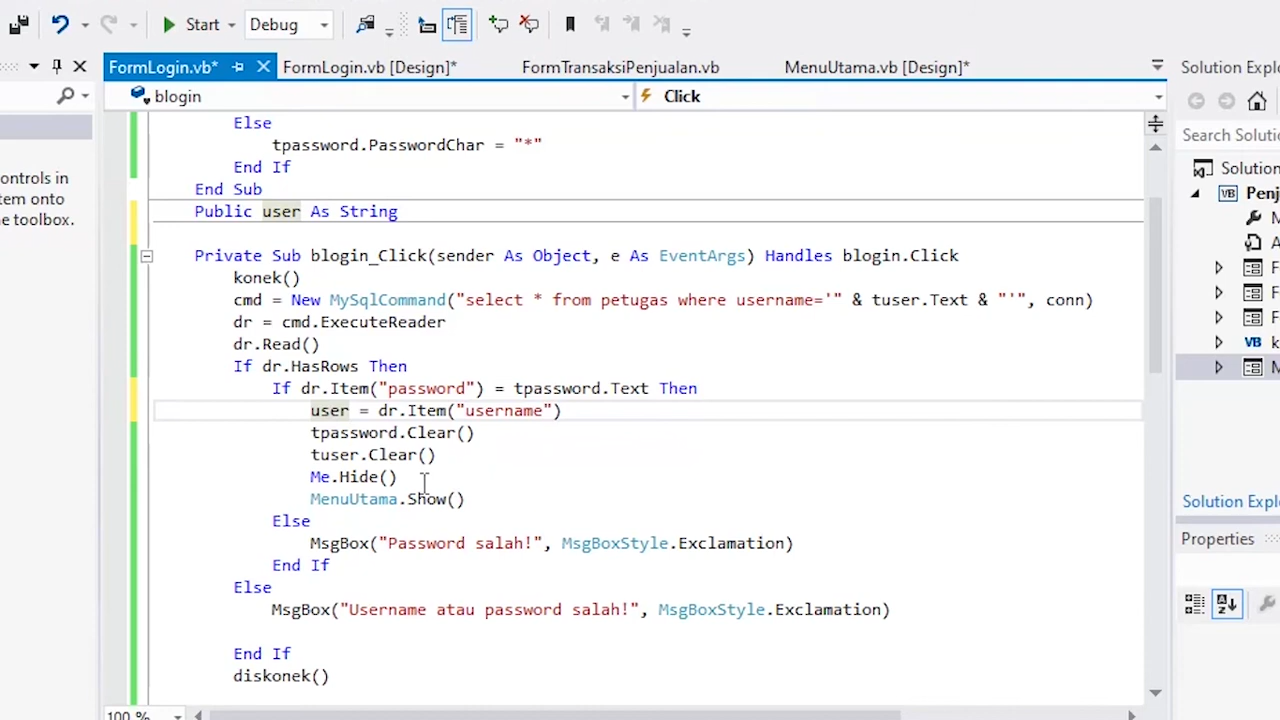 Start Debug
FormLogin.vb* FormLogin.vb [Design]* FormTransaksiPenjualan.vb MenuUtama.vb [Design]* Solution Explo
blogin Click
Search Soluti
Else
tpassword.PasswordChar = "*"
End If
End Sub
Public user As String
Private Sub blogin_Click(sender As Object, e As EventArgs) Handles blogin.Click
konek()
cmd = New MySqlCommand("select * from petugas where username='" & tuser.Text & "'", conn)
dr = cmd.ExecuteReader
dr.Read()
If dr.HasRows Then
If dr.Item("password") = tpassword.Text Then
user = dr.Item("username")
tpassword.Clear()
tuser.Clear()
Me.Hide()
MenuUtama.Show()
Else
MsgBox("Password salah!", MsgBoxStyle.Exclamation)
End If
Else
MsgBox("Username atau password salah!", MsgBoxStyle.Exclamation)
End If
diskonek()
100 %
ontrols in
tem onto
he toolbox.
Solution
VB Penj
M
A
F
F
F
VB k
M
Solution Expl
Properties